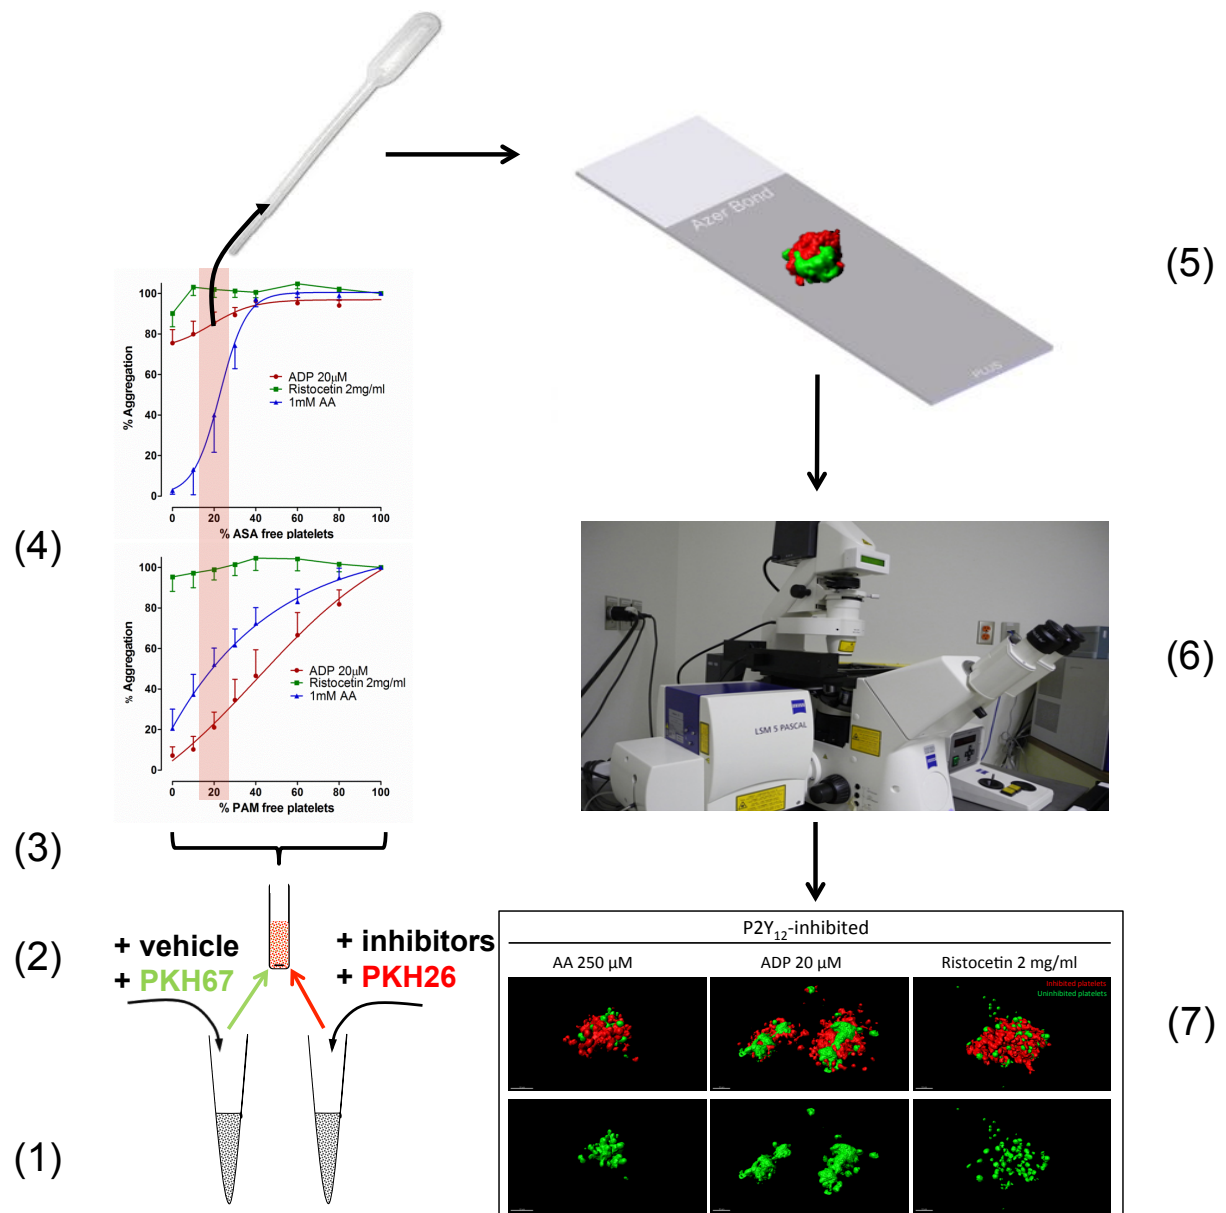 (5)
Azer Bond
PLUS
100
80
60
40
20
0
% Aggregation
ADP 20µM
Ristocetin 2mg/ml
1mM AA
0 20 40 60 80 100
% ASA free platelets
(4)
100
80
60
40
20
0
% Aggregation
ADP 20µM
Ristocetin 2mg/ml
1mM AA
0 20 40 60 80 100
% PAM free platelets
LSM 5 PASCAL
ZEISS
(6)
(3)
(2)
+ vehicle
+ PKH67
+ inhibitors
+ PKH26
(1)
P2Y₁₂-inhibited
AA 250 µM
ADP 20 µM
Ristocetin 2 mg/ml
Inhibited platelets
Uninhibited platelets
(7)